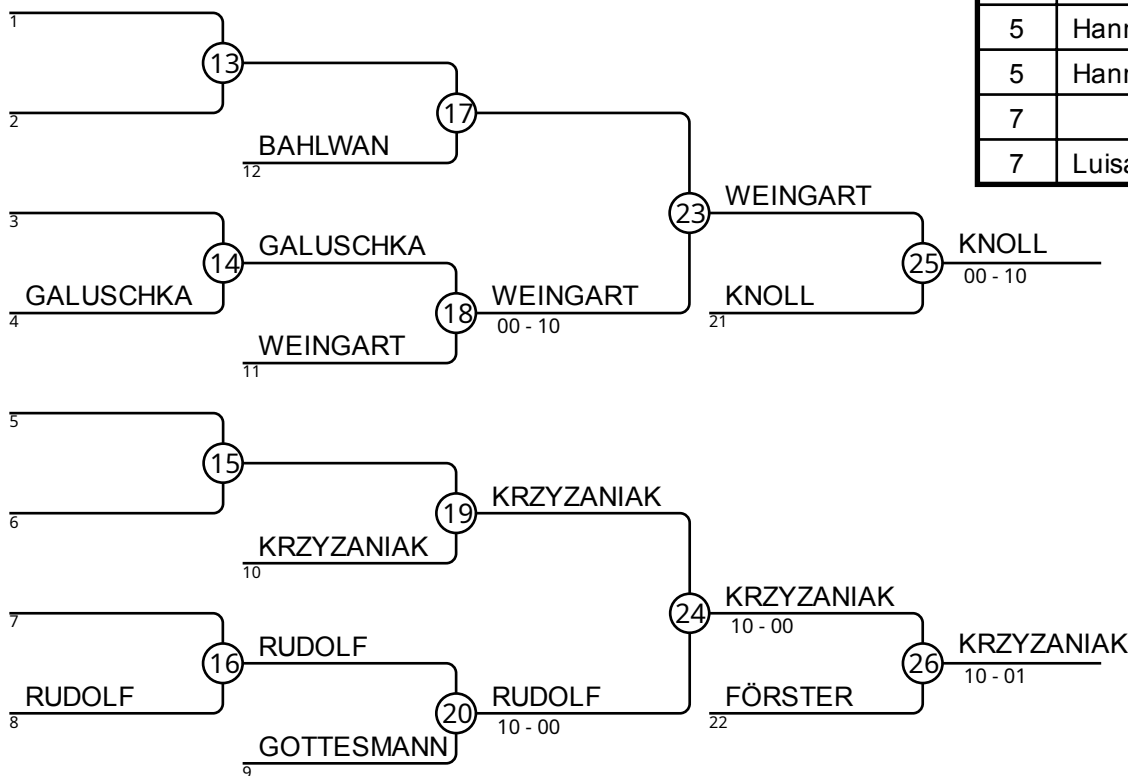 5 Hann
5 Hann
7
7 Luisa
1
13
2
17
BAHLWAN
12
3
23
WEINGART
14
GALUSCHKA
25
KNOLL
00 - 10
GALUSCHKA
4
18
WEINGART
00 - 10
KNOLL
21
WEINGART
11
5
15
6
19
KRZYZANIAK
KRZYZANIAK
10
7
24
KRZYZANIAK
10 - 00
16
RUDOLF
26
KRZYZANIAK
10 - 01
RUDOLF
8
20
RUDOLF
10 - 00
FÖRSTER
22
GOTTESMANN
9